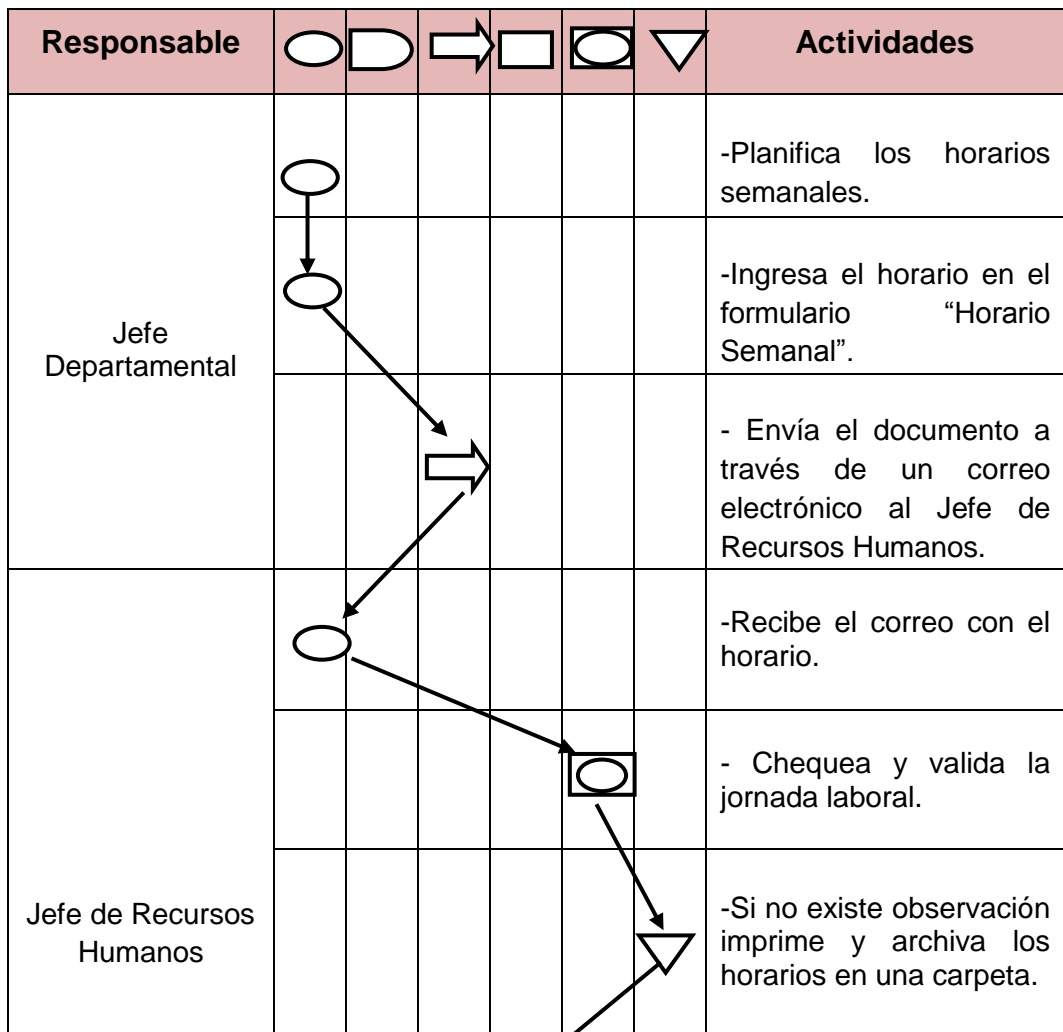 Responsable
Actividades
Jefe
Departamental
-Planifica los horarios
semanales.
-Ingresa el horario en el
formulario “Horario
Semanal”.
- Envía el documento a
través de un correo
electrónico al Jefe de
Recursos Humanos.
Jefe de Recursos
Humanos
-Recibe el correo con el
horario.
- Chequea y valida la
jornada laboral.
-Si no existe observación
imprime y archiva los
horarios en una carpeta.